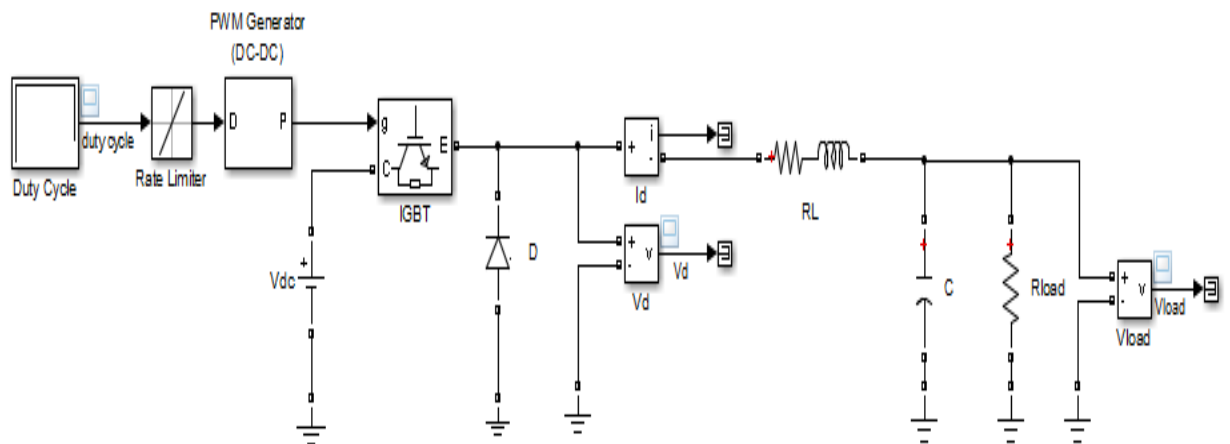 PWM Generator
(DC-DC)
D
P
duty cycle
Duty Cycle
Rate Limiter
g
C
E
IGBT
+
Vdc
D
+
-
i
Id
+
-
v
Vd
Vd
+
RL
+
C
+
Rload
+
-
v
Vload
Vload